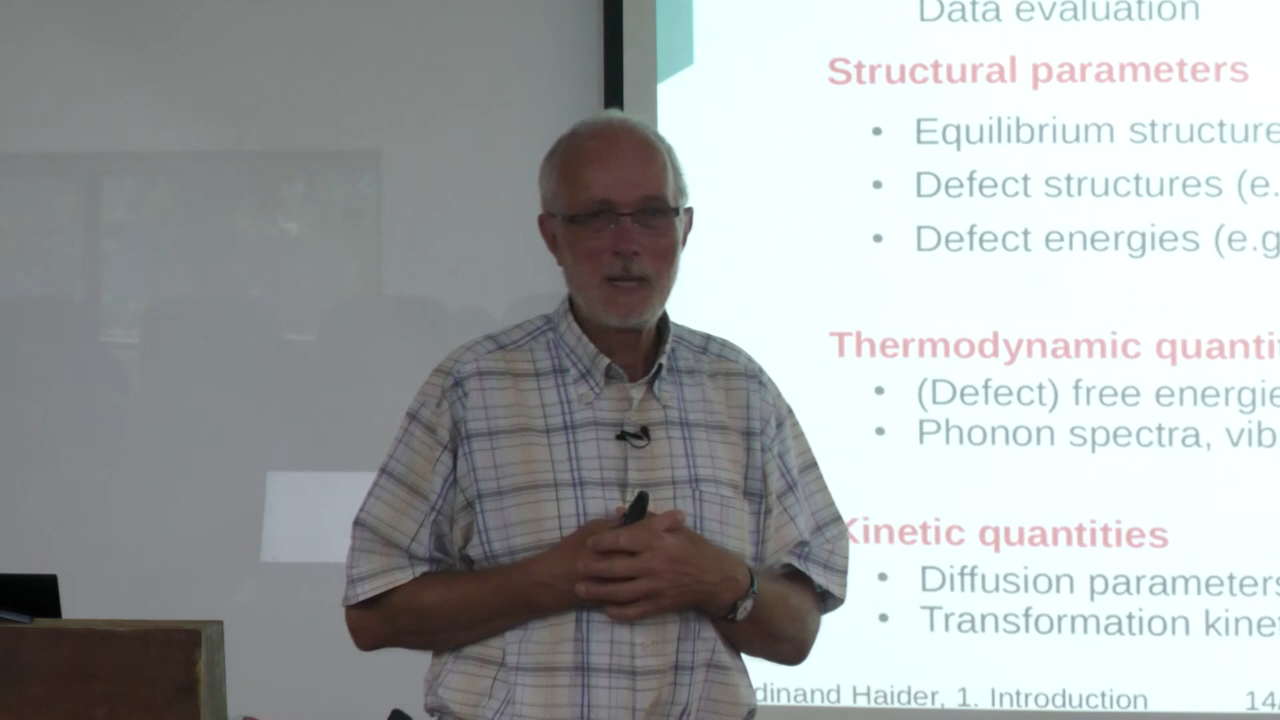 Data evaluation
Structural parameters
• Equilibrium structure
• Defect structures (e.
• Defect energies (e.g
Thermodynamic quanti
• (Defect) free energie
• Phonon spectra, vib
Kinetic quantities
• Diffusion parameters
• Transformation kinet
dinand Haider, 1. Introduction 14